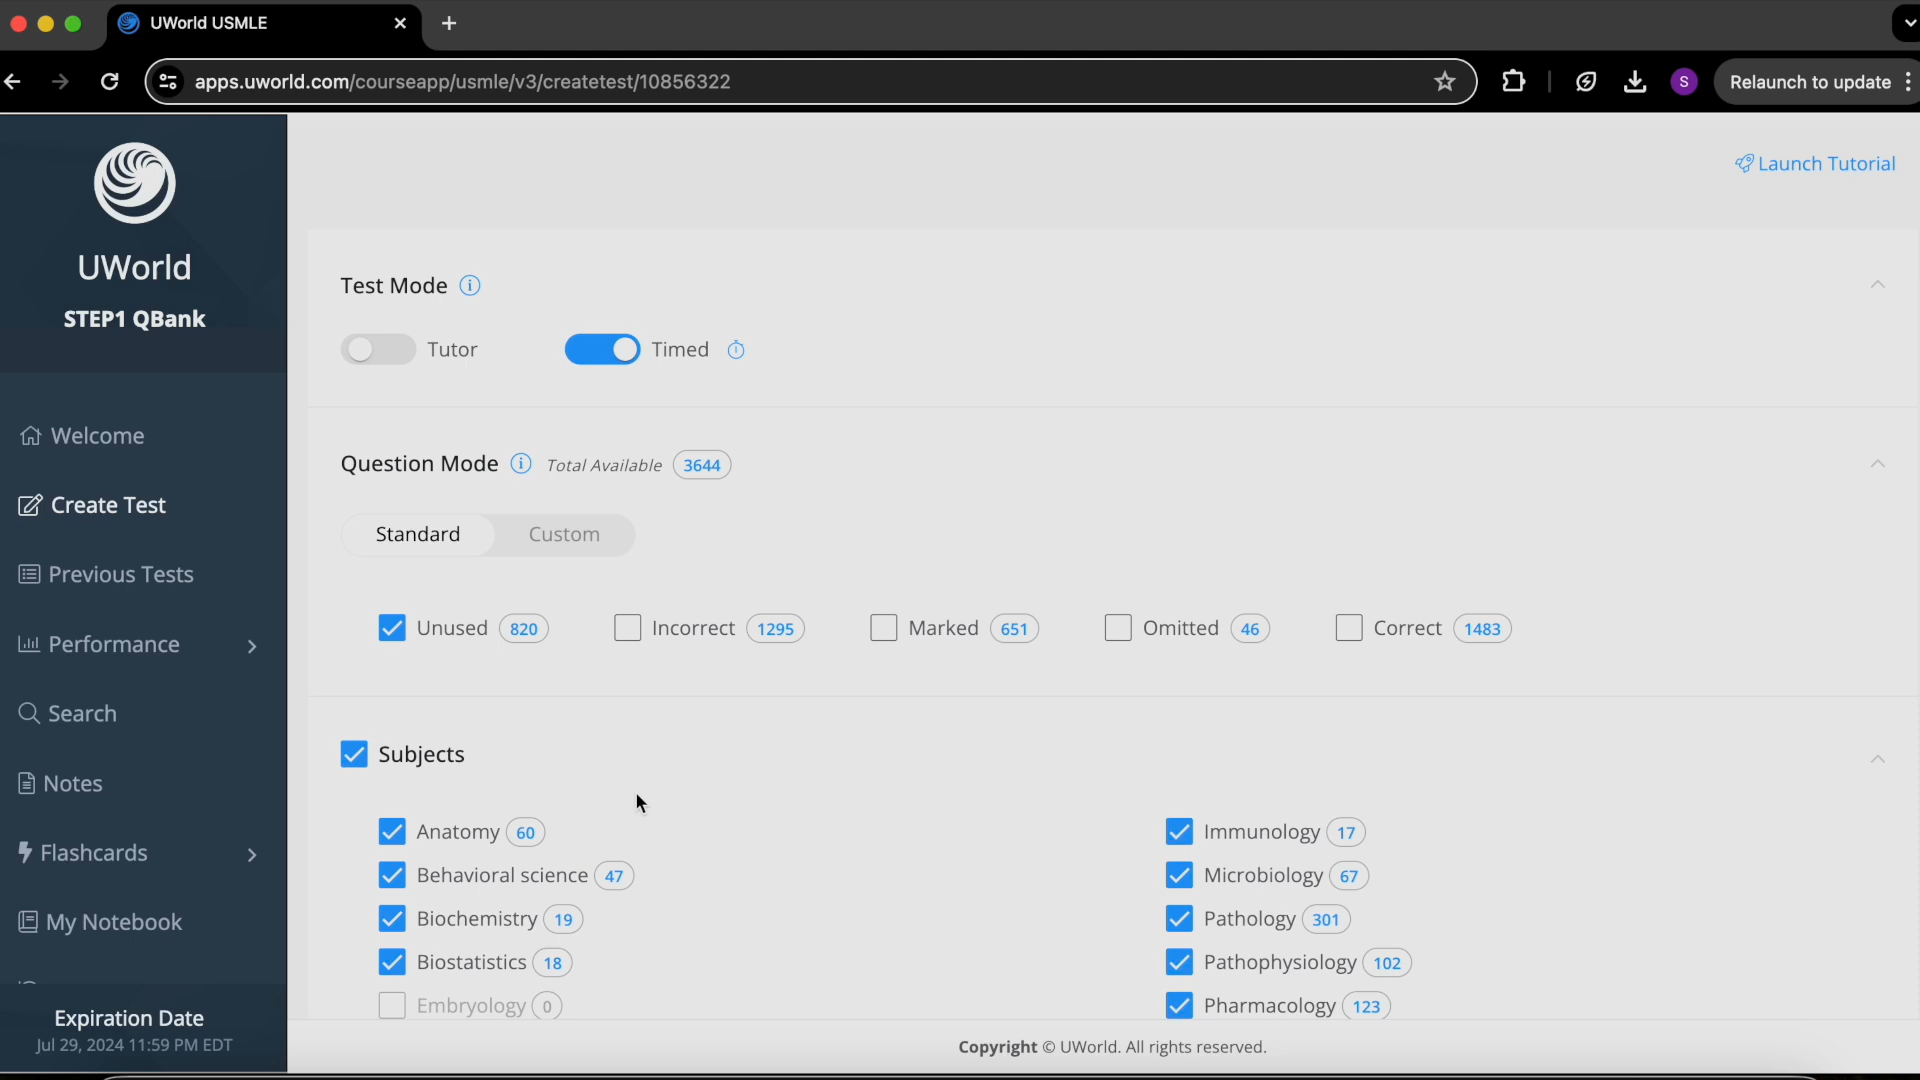 UWorld USMLE
apps.uworld.com/courseapp/usmle/v3/createtest/10856322
S
Relaunch to update
UWorld
STEP1 QBank
Welcome
Create Test
Previous Tests
Performance
Search
Notes
Flashcards
My Notebook
Expiration Date
Jul 29, 2024 11:59 PM EDT
Launch Tutorial
Test Mode
Tutor Timed
Question Mode Total Available 3644
Standard Custom
Unused 820 Incorrect 1295 Marked 651 Omitted 46 Correct 1483
Subjects
Anatomy 60
Behavioral science 47
Biochemistry 19
Biostatistics 18
Embryology 0
Immunology 17
Microbiology 67
Pathology 301
Pathophysiology 102
Pharmacology 123
Copyright © UWorld. All rights reserved.